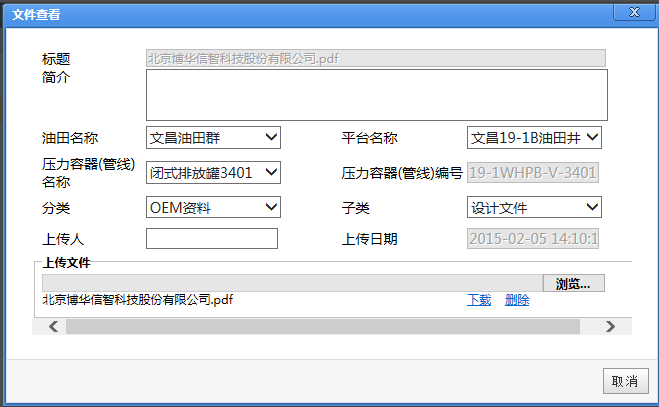 文件查看
标题 北京博华信智科技股份有限公司.pdf
简介
油田名称 文昌油田群 平台名称 文昌19-1B油田井
压力容器(管线)名称 闭式排放罐3401 压力容器(管线)编号 19-1WHPB-V-3401
分类 OEM资料 子类 设计文件
上传人 上传日期 2015-02-05 14:10:1
上传文件
浏览...
北京博华信智科技股份有限公司.pdf 下载 删除
取消